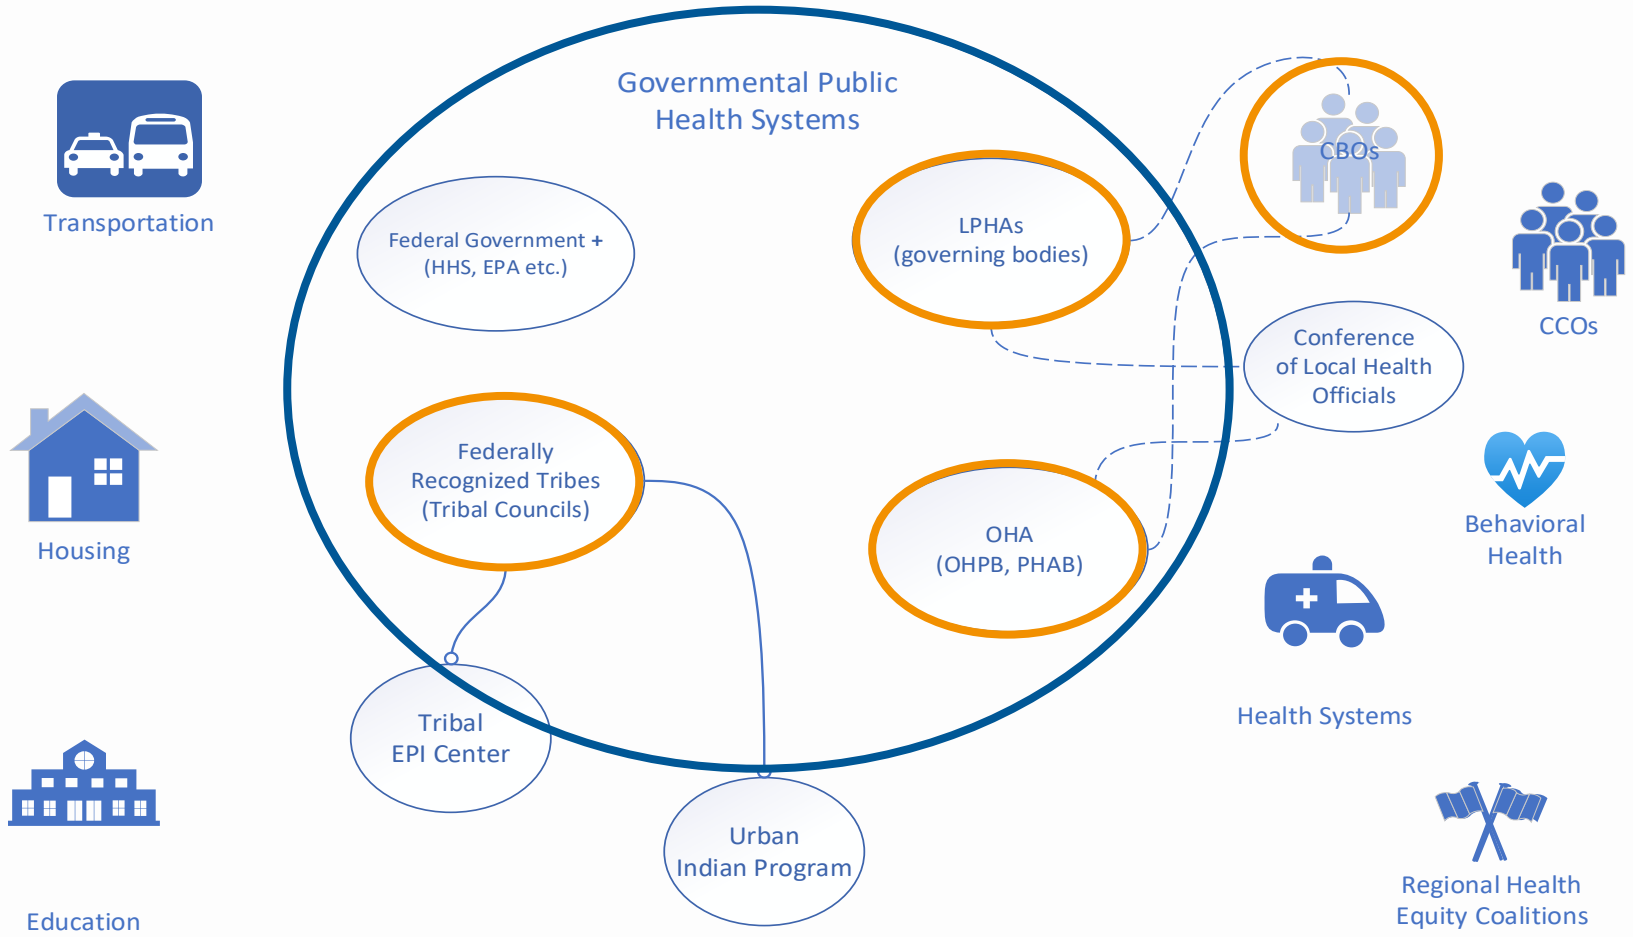 Governmental Public
Health Systems
Transportation
Federal Government +
(HHS, EPA etc.)
LPHAs
(governing bodies)
CBOs
CCOs
Conference
of Local Health
Officials
Housing
Federally
Recognized Tribes
(Tribal Councils)
OHA
(OHPB, PHAB)
Behavioral
Health
Health Systems
Tribal
EPI Center
Urban
Indian Program
Education
Regional Health
Equity Coalitions